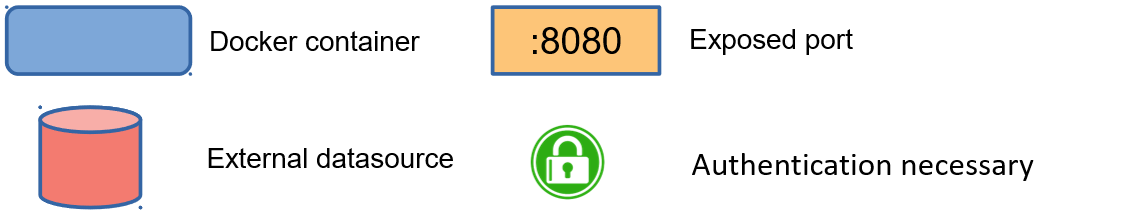 Docker container
:8080
Exposed port
External datasource
Authentication necessary